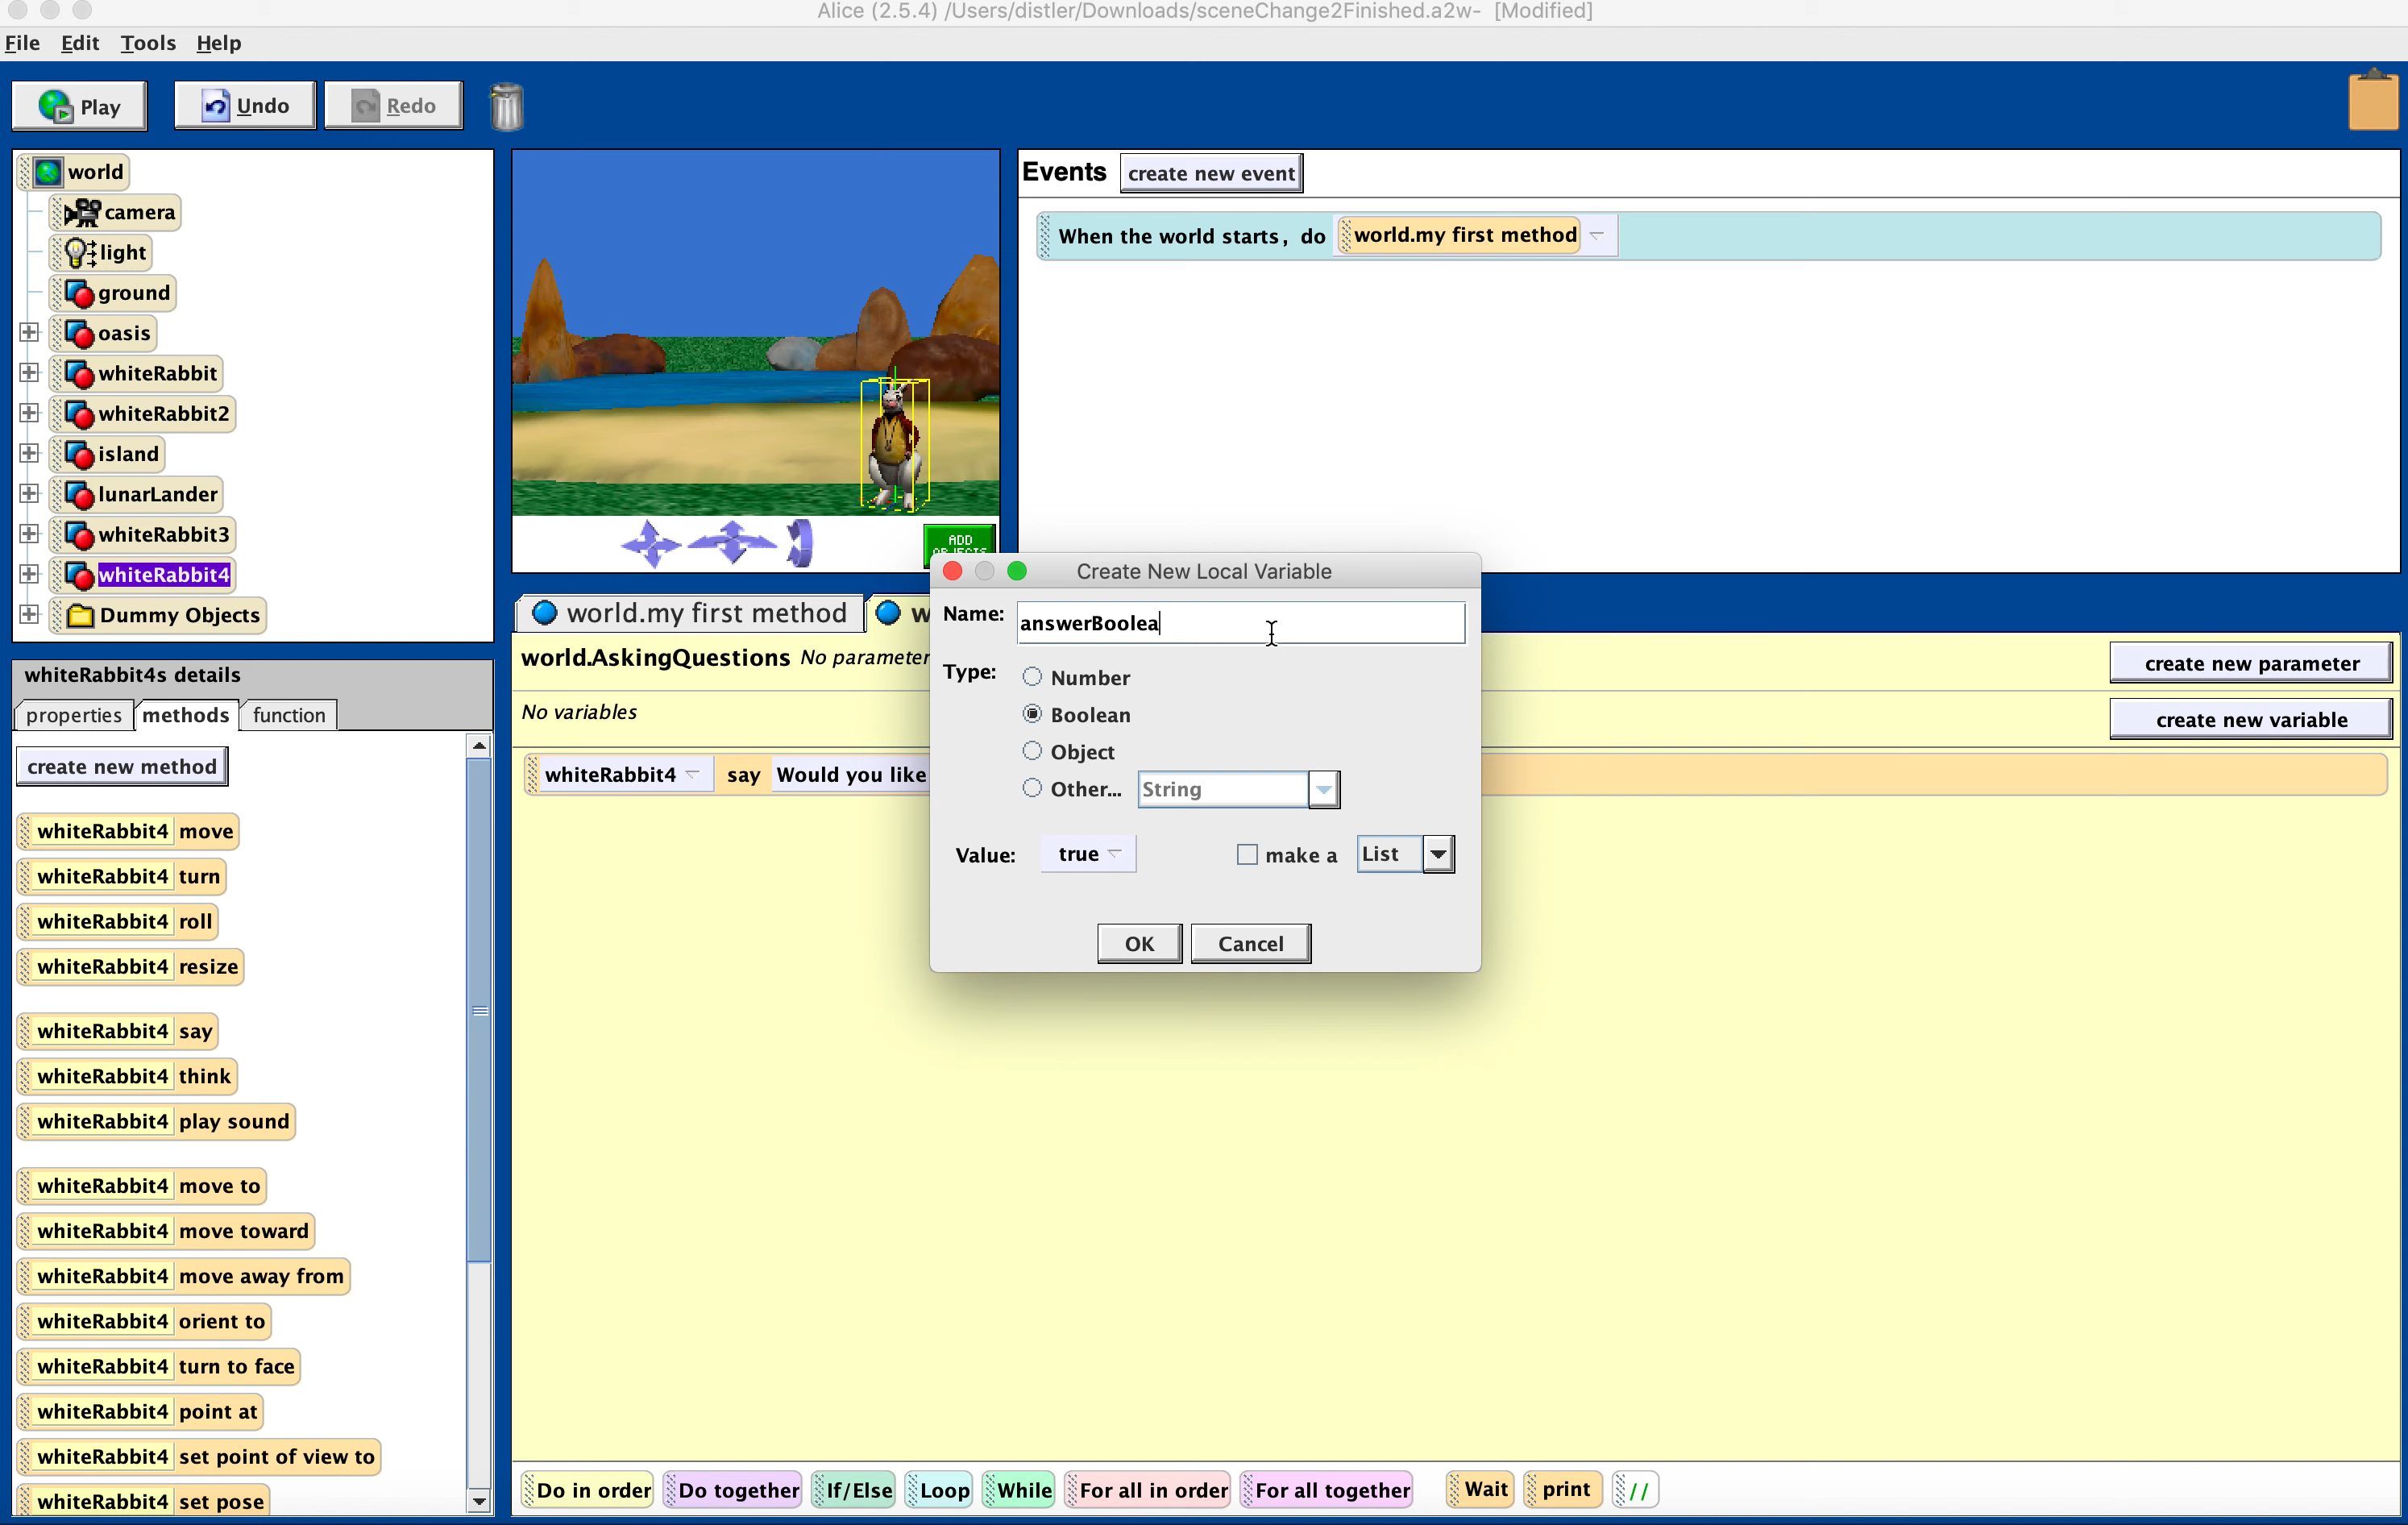 Alice (2.5.4) /Users/distler/Downloads/sceneChange2Finished.a2w- [Modified]
File Edit Tools Help
Play Undo Redo
world
camera
light
ground
oasis
whiteRabbit
whiteRabbit2
island
lunarLander
whiteRabbit3
whiteRabbit4
Dummy Objects
ADD
OBJECTS
Events create new event
When the world starts, do world.my first method
whiteRabbit4s details
properties methods function
create new method
whiteRabbit4 move
whiteRabbit4 turn
whiteRabbit4 roll
whiteRabbit4 resize
whiteRabbit4 say
whiteRabbit4 think
whiteRabbit4 play sound
whiteRabbit4 move to
whiteRabbit4 move toward
whiteRabbit4 move away from
whiteRabbit4 orient to
whiteRabbit4 turn to face
whiteRabbit4 point at
whiteRabbit4 set point of view to
whiteRabbit4 set pose
world.my first method w
world.AskingQuestions No parameter
create new parameter
No variables
create new variable
whiteRabbit4 say Would you like
Create New Local Variable
Name: answerBoolea
Type: Number
Boolean
Object
Other... String
Value: true make a List
OK Cancel
Do in order Do together If/Else Loop While For all in order For all together Wait print //